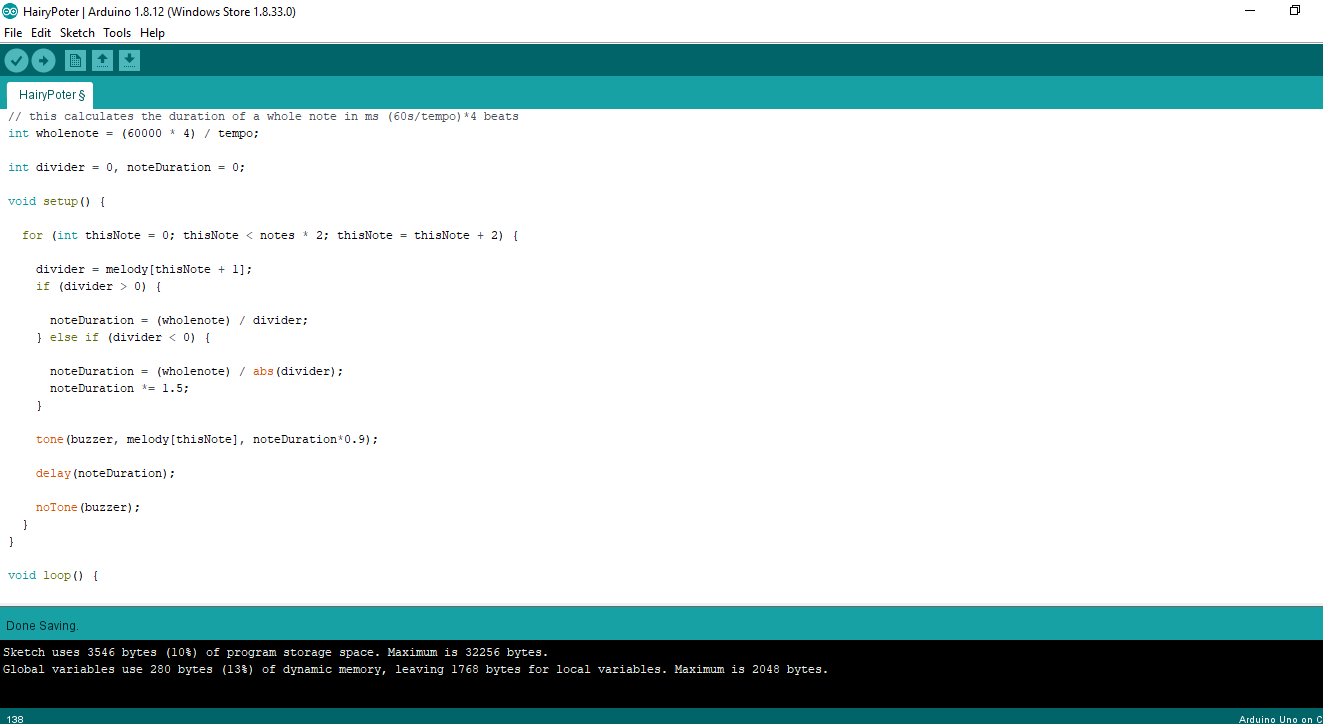 HairyPoter | Arduino 1.8.12 (Windows Store 1.8.33.0)
File Edit Sketch Tools Help
HairyPoter §
// this calculates the duration of a whole note in ms (60s/tempo)*4 beats
int wholenote = (60000 * 4) / tempo;
int divider = 0, noteDuration = 0;
void setup() {
for (int thisNote = 0; thisNote < notes * 2; thisNote = thisNote + 2) {
divider = melody[thisNote + 1];
if (divider > 0) {
noteDuration = (wholenote) / divider;
} else if (divider < 0) {
noteDuration = (wholenote) / abs(divider);
noteDuration *= 1.5;
}
tone(buzzer, melody[thisNote], noteDuration*0.9);
delay(noteDuration);
noTone(buzzer);
}
}
void loop() {
Done Saving.
Sketch uses 3546 bytes (10%) of program storage space. Maximum is 32256 bytes.
Global variables use 280 bytes (13%) of dynamic memory, leaving 1768 bytes for local variables. Maximum is 2048 bytes.
138
Arduino Uno on C